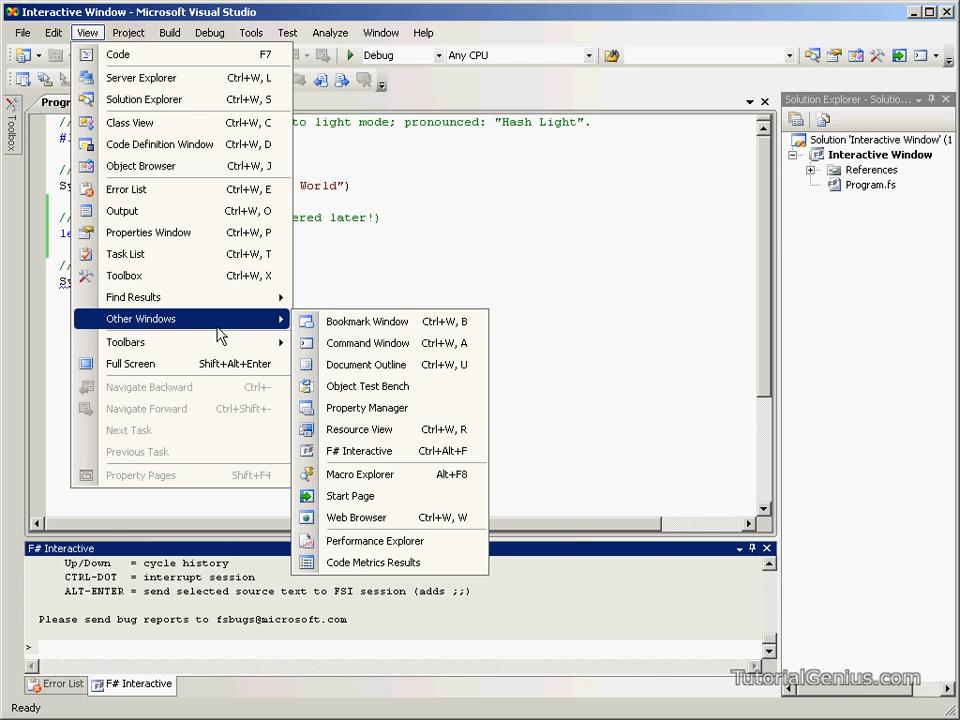 Interactive Window - Microsoft Visual Studio
File Edit View Project Build Debug Tools Test Analyze Window Help
Debug Any CPU
Code F7
Server Explorer Ctrl+W, L
Solution Explorer Ctrl+W, S
Class View Ctrl+W, C
Code Definition Window Ctrl+W, D
Object Browser Ctrl+W, J
Error List Ctrl+W, E
Output Ctrl+W, O
Properties Window Ctrl+W, P
Task List Ctrl+W, T
Toolbox Ctrl+W, X
Find Results
Other Windows
Toolbars
Full Screen Shift+Alt+Enter
Navigate Backward Ctrl+-
Navigate Forward Ctrl+Shift+-
Next Task
Previous Task
Property Pages Shift+F4
Bookmark Window Ctrl+W, B
Command Window Ctrl+W, A
Document Outline Ctrl+W, U
Object Test Bench
Property Manager
Resource View Ctrl+W, R
F# Interactive Ctrl+Alt+F
Macro Explorer Alt+F8
Start Page
Web Browser Ctrl+W, W
Performance Explorer
Code Metrics Results
Toolbox
Progr
// to light mode; pronounced: "Hash Light".
#
//
Sy World")
// ered later!)
le
//
Sy
Solution Explorer - Solutio...
Solution 'Interactive Window' (1
Interactive Window
References
Program.fs
F# Interactive
Up/Down = cycle history
CTRL-DOT = interrupt session
ALT-ENTER = send selected source text to FSI session (adds ;;)
Please send bug reports to fsbugs@microsoft.com
>
Error List F# Interactive
TutorialGenius.com
Ready